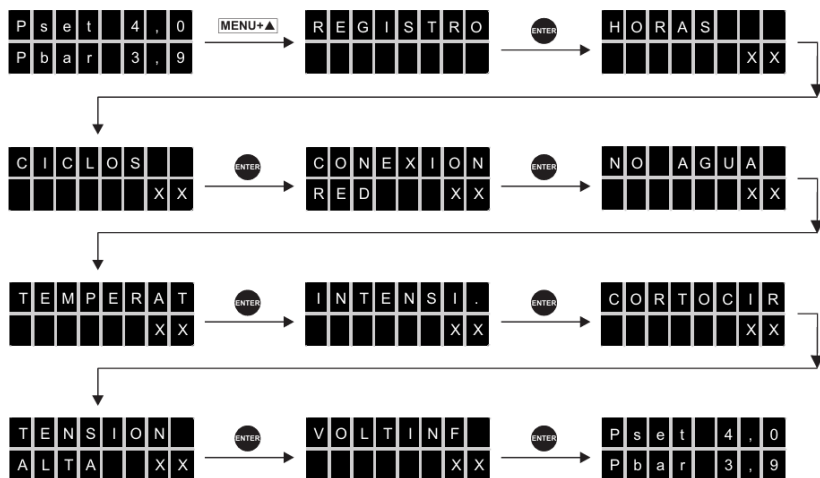 Pset 4,0
Pbar 3,9
MENU+▲
REGISTRO
ENTER
HORAS
XX
CICLOS
XX
ENTER
CONEXION
RED XX
ENTER
NO AGUA
XX
TEMPERAT
XX
ENTER
INTENSI.
XX
ENTER
CORTOCIR
XX
TENSION
ALTA XX
ENTER
VOLTINF
XX
ENTER
Pset 4,0
Pbar 3,9